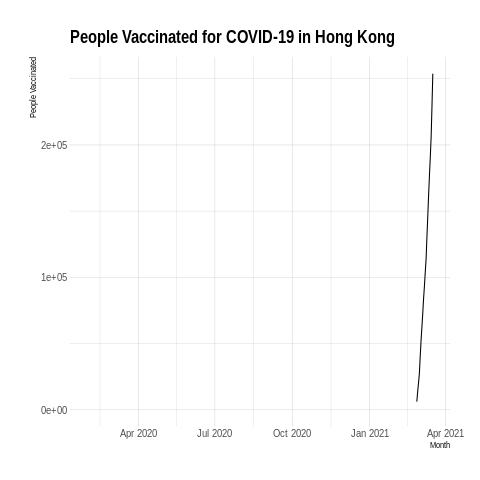 People Vaccinated for COVID-19 in Hong Kong
People Vaccinated
2e+05
1e+05
0e+00
Apr 2020 Jul 2020 Oct 2020 Jan 2021 Apr 2021
Month